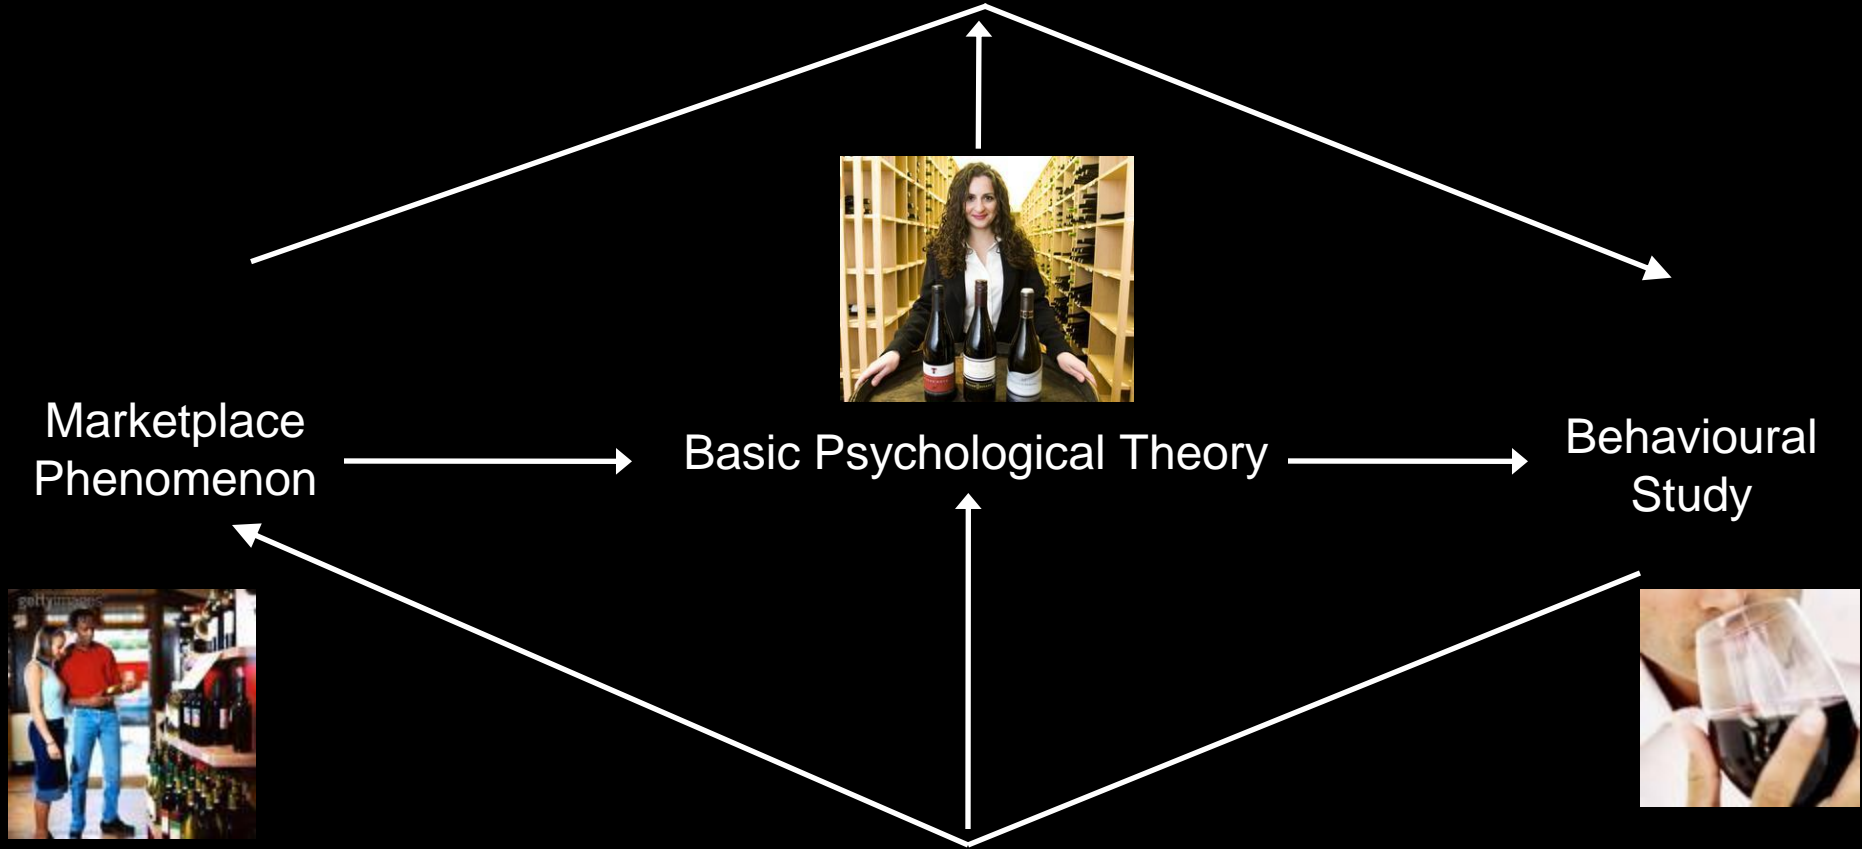 Marketplace
Phenomenon
Basic Psychological Theory
Behavioural
Study
gettyimages